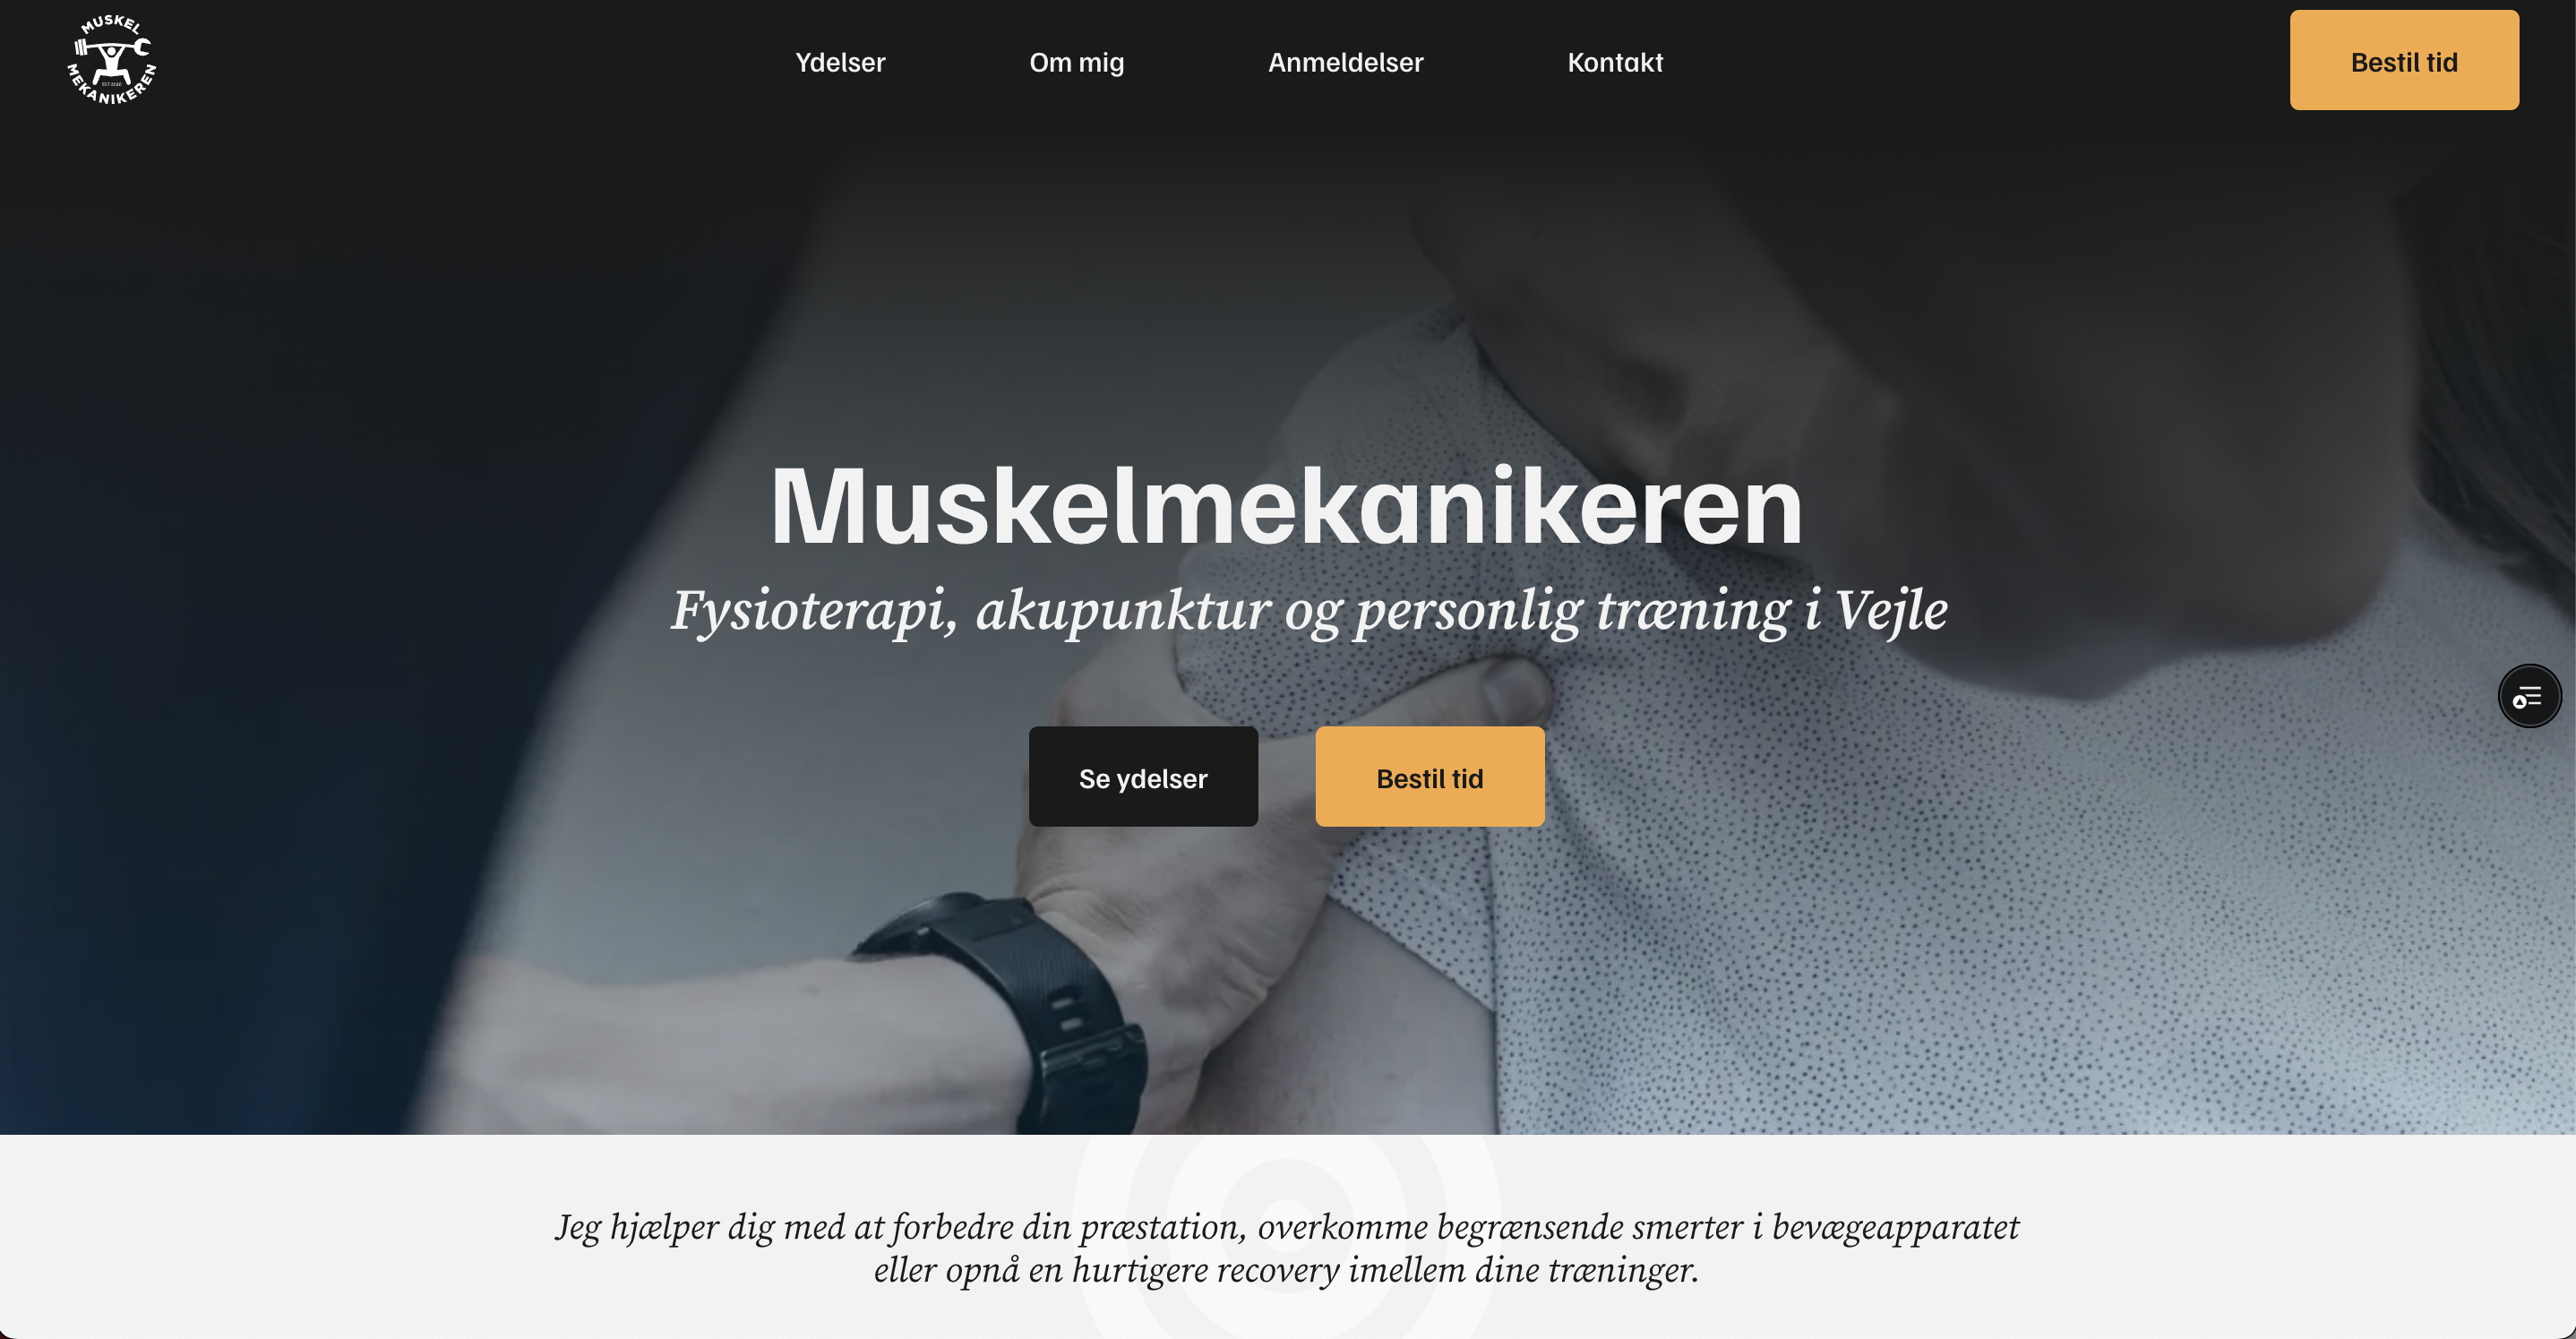 MUSKEL
MEKANIKEREN
Ydelser
Om mig
Anmeldelser
Kontakt
Bestil tid
Muskelmekanikeren
Fysioterapi, akupunktur og personlig træning i Vejle
Se ydelser
Bestil tid
Jeg hjælper dig med at forbedre din præstation, overkomme begrænsende smerter i bevægeapparatet
eller opnå en hurtigere recovery imellem dine træninger.